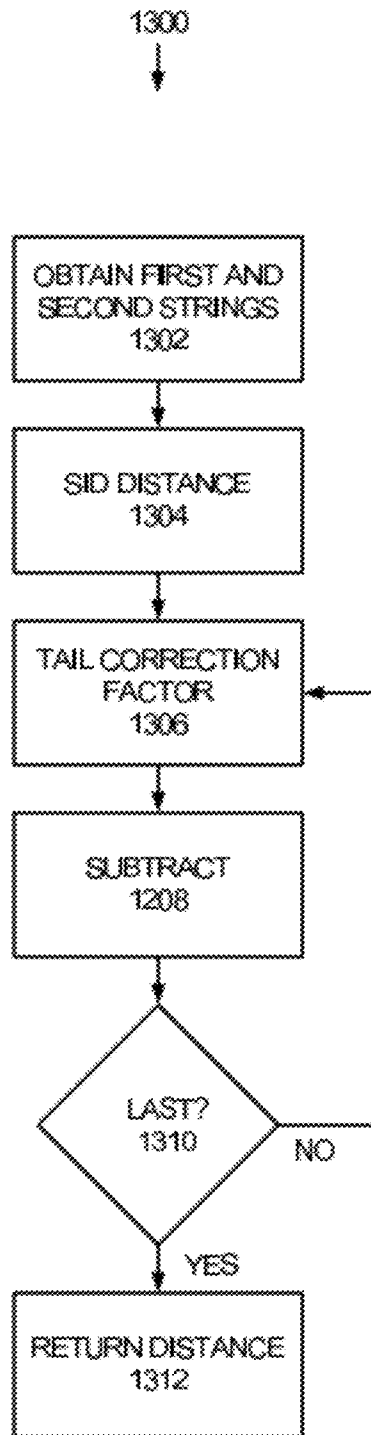 1300
OBTAIN FIRST AND
SECOND STRINGS
1302
SID DISTANCE
1304
TAIL CORRECTION
FACTOR
1306
SUBTRACT
1208
LAST?
1310
NO
YES
RETURN DISTANCE
1312